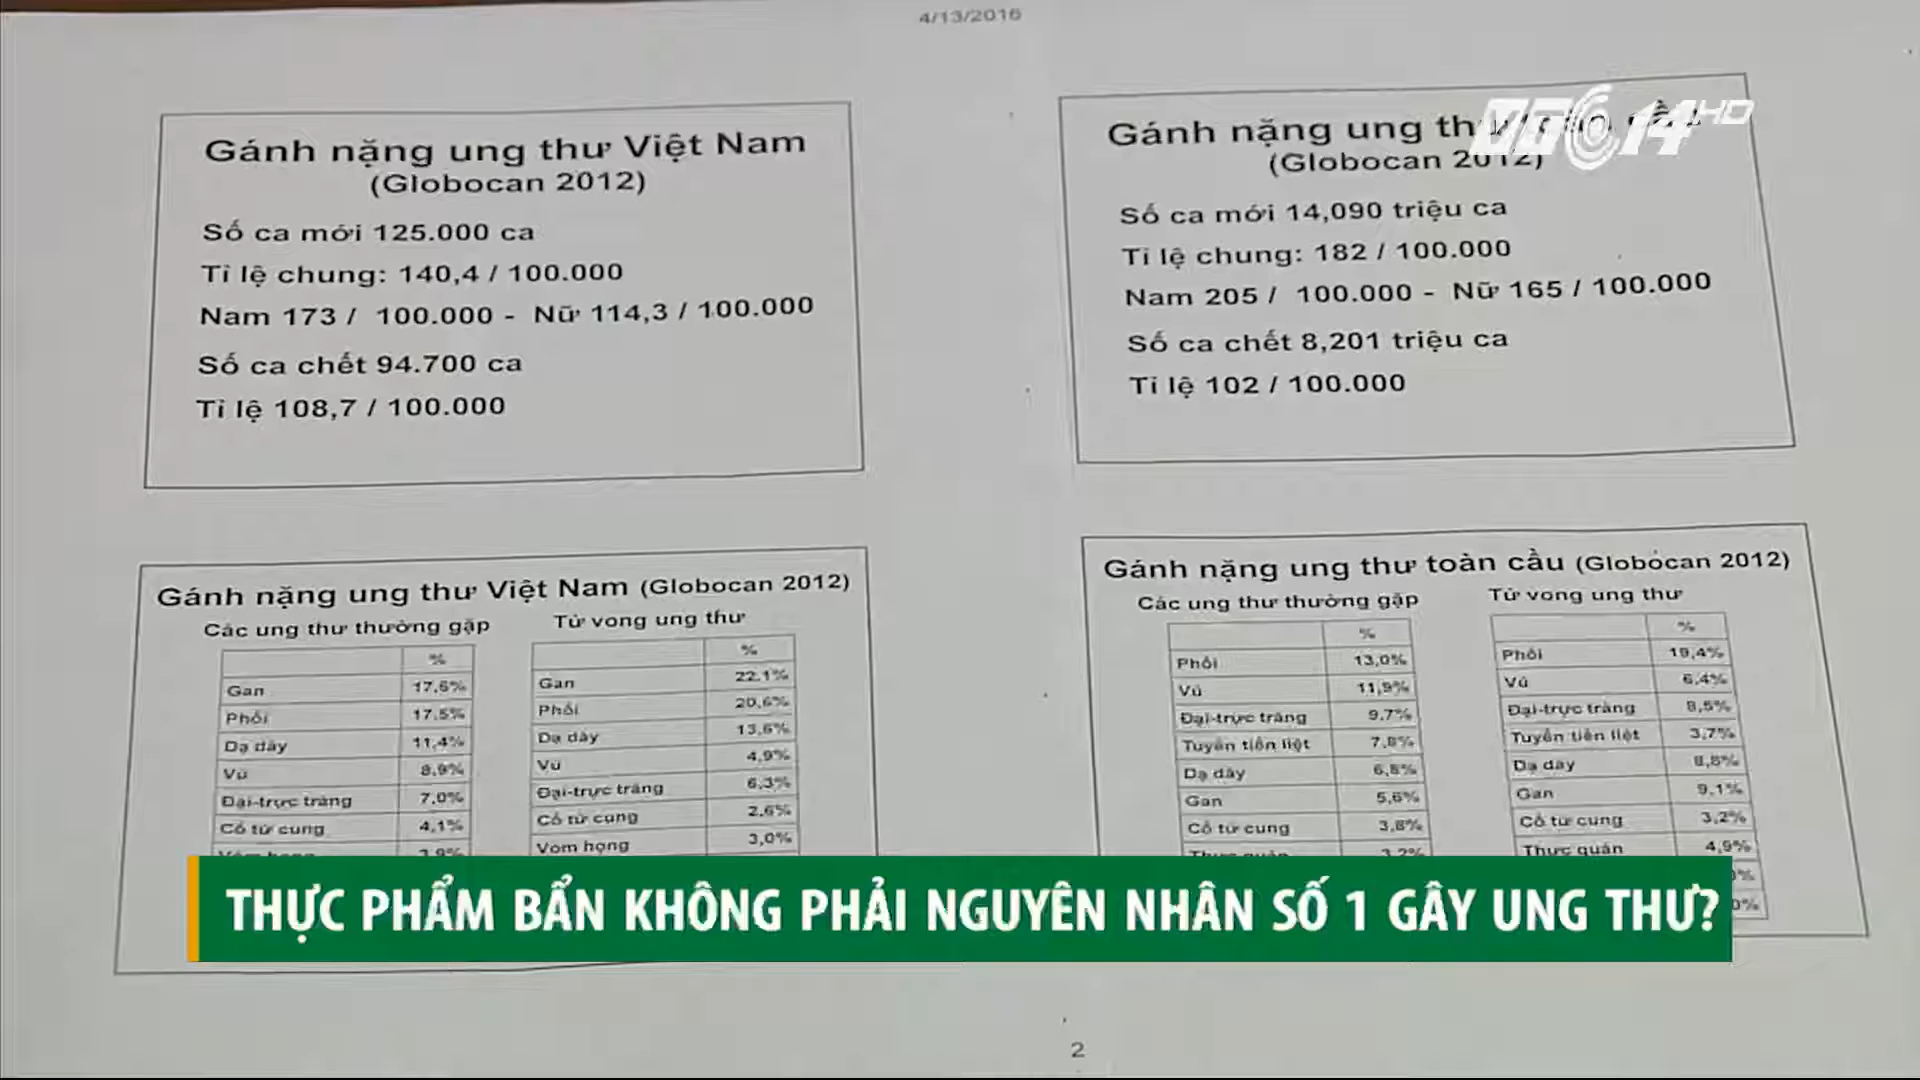 4/13/2016
Gánh nặng ung thư Việt Nam
(Globocan 2012)
Số ca mới 125.000 ca
Tỉ lệ chung: 140,4 / 100.000
Nam 173 / 100.000 - Nữ 114,3 / 100.000
Số ca chết 94.700 ca
Tỉ lệ 108,7 / 100.000
Gánh nặng ung
(Globocan 2012)
Số ca mới 14,090 triệu ca
Tỉ lệ chung: 182 / 100.000
Nam 205 / 100.000 - Nữ 165 / 100.000
Số ca chết 8,201 triệu ca
Tỉ lệ 102 / 100.000
14 HD
Gánh nặng ung thư Việt Nam (Globocan 2012)
Các ung thư thường gặp
%
Gan 17,6%
Phổi 17,5%
Dạ dày 11,4%
Vú 8,9%
Đại-trực tràng 7,0%
Cổ tử cung 4,1%
Vòm họng 3,9%
Tử vong ung thư
%
Gan 22,1%
Phổi 20,6%
Dạ dày 13,6%
Vú 4,9%
Đại-trực tràng 6,3%
Cổ tử cung 2,6%
Vòm họng 3,0%
Gánh nặng ung thư toàn cầu (Globocan 2012)
Các ung thư thường gặp
%
Phổi 13,0%
Vú 11,9%
Đại-trực tràng 9,7%
Tuyến tiền liệt 7,8%
Dạ dày 6,8%
Gan 5,6%
Cổ tử cung 3,8%
Thực quản 3,2%
Tử vong ung thư
%
Phổi 19,4%
Vú 6,4%
Đại-trực tràng 8,5%
Tuyến tiền liệt 3,7%
Dạ dày 8,8%
Gan 9,1%
Cổ tử cung 3,2%
Thực quản 4,9%
THỰC PHẨM BẨN KHÔNG PHẢI NGUYÊN NHÂN SỐ 1 GÂY UNG THƯ?
2